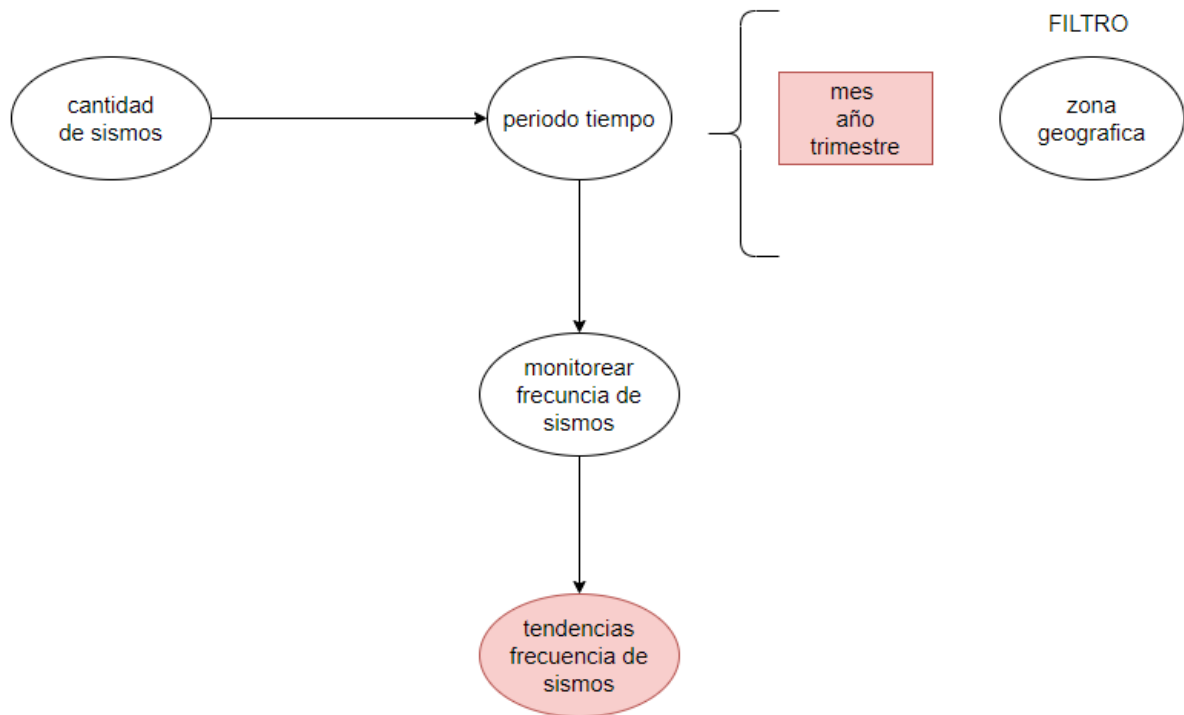 FILTRO
cantidad
de sismos
periodo tiempo
mes
año
trimestre
zona
geografica
monitorear
frecuncia de
sismos
tendencias
frecuencia de
sismos